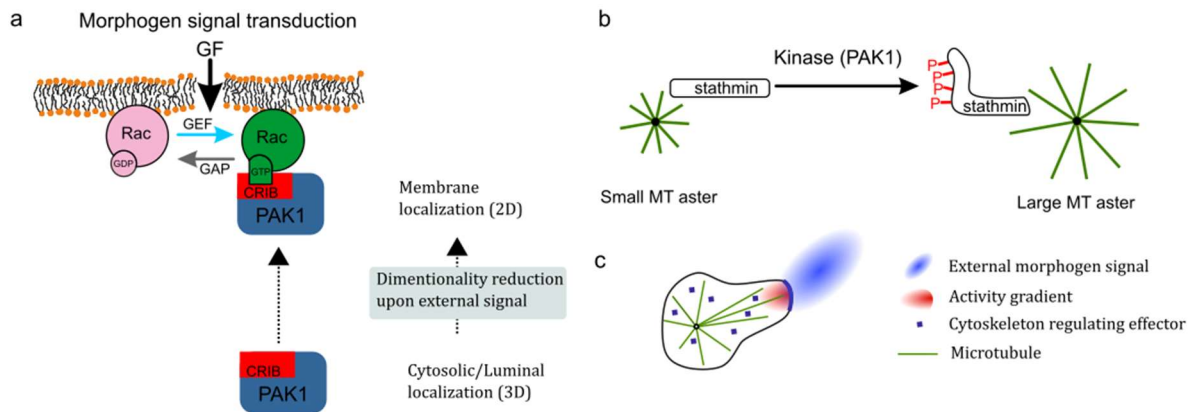 a
Morphogen signal transduction
GF
Rac
GEF
Rac
GDP
GAP
GTP
CRIB
PAK1
Membrane
localization (2D)
Dimentionality reduction
upon external signal
CRIB
PAK1
Cytosolic/Luminal
localization (3D)
b
Kinase (PAK1)
stathmin
P
P
P
P
stathmin
Small MT aster
Large MT aster
c
External morphogen signal
Activity gradient
Cytoskeleton regulating effector
Microtubule